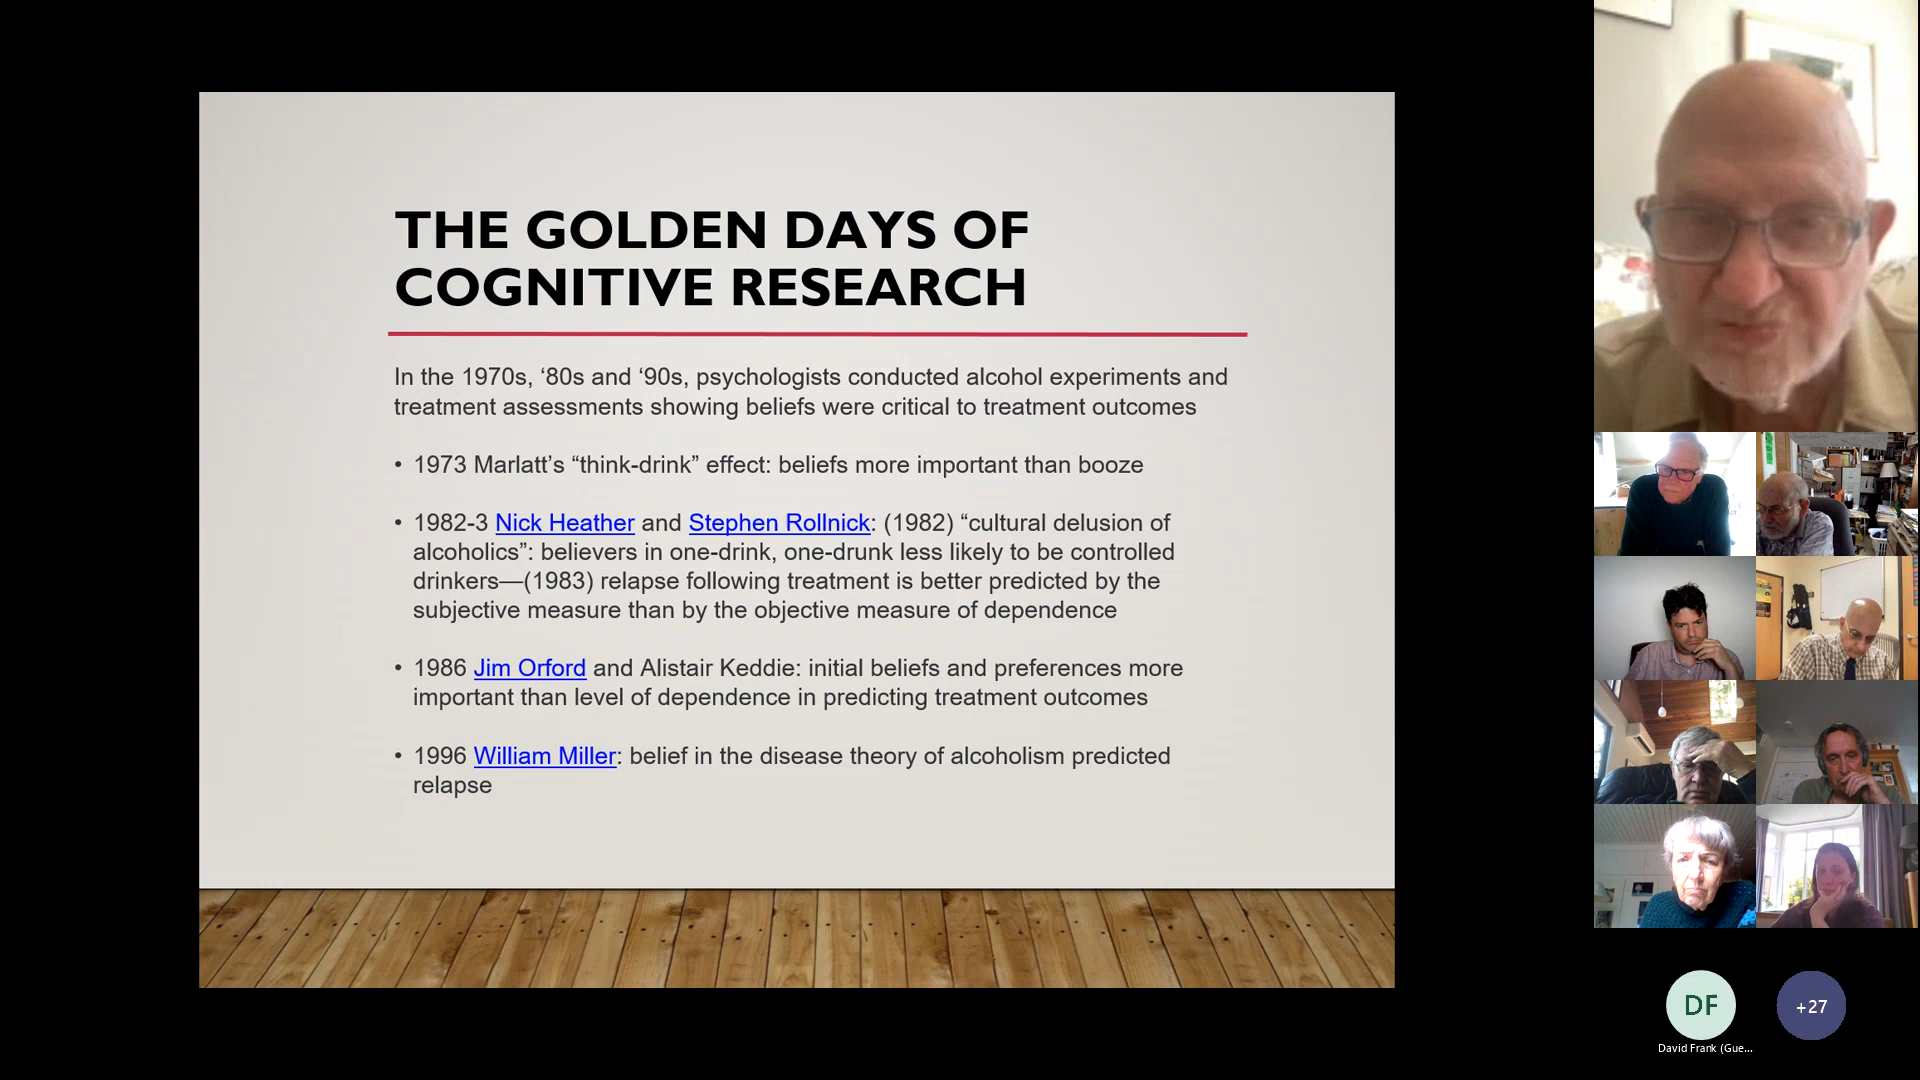 THE GOLDEN DAYS OF
COGNITIVE RESEARCH
In the 1970s, ‘80s and ‘90s, psychologists conducted alcohol experiments and
treatment assessments showing beliefs were critical to treatment outcomes
• 1973 Marlatt’s “think-drink” effect: beliefs more important than booze
• 1982-3 Nick Heather and Stephen Rollnick: (1982) “cultural delusion of
alcoholics”: believers in one-drink, one-drunk less likely to be controlled
drinkers—(1983) relapse following treatment is better predicted by the
subjective measure than by the objective measure of dependence
• 1986 Jim Orford and Alistair Keddie: initial beliefs and preferences more
important than level of dependence in predicting treatment outcomes
• 1996 William Miller: belief in the disease theory of alcoholism predicted
relapse
DF
+27
David Frank (Gue...